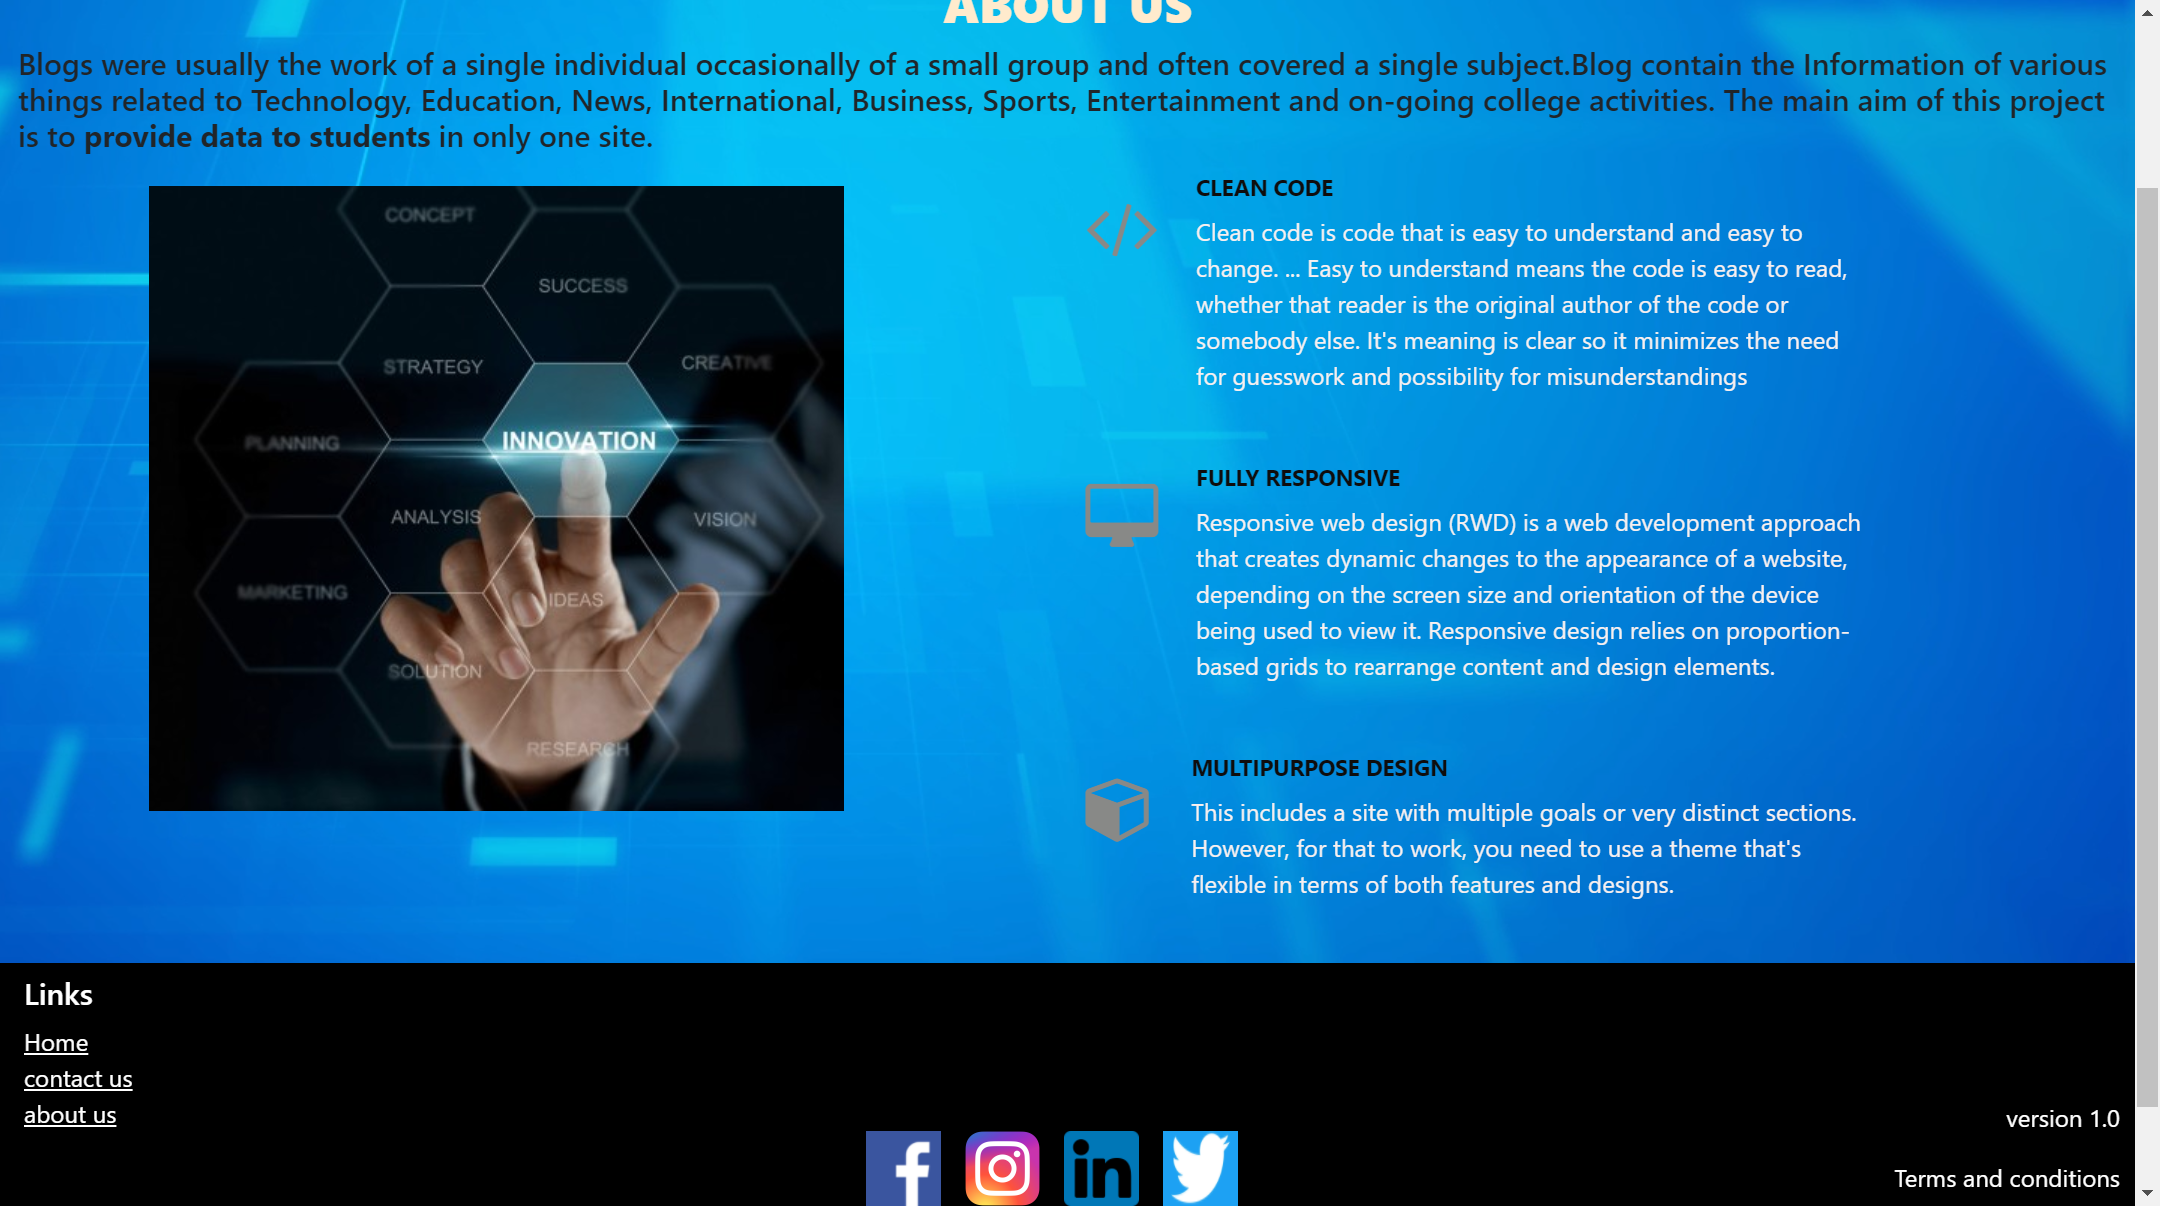 ABOUT US
Blogs were usually the work of a single individual occasionally of a small group and often covered a single subject.Blog contain the Information of various
things related to Technology, Education, News, International, Business, Sports, Entertainment and on-going college activities. The main aim of this project
is to provide data to students in only one site.
CONCEPT
SUCCESS
STRATEGY
CREATIVE
PLANNING
INNOVATION
ANALYSIS
VISION
MARKETING
IDEAS
SOLUTION
RESEARCH
CLEAN CODE
Clean code is code that is easy to understand and easy to
change. ... Easy to understand means the code is easy to read,
whether that reader is the original author of the code or
somebody else. It's meaning is clear so it minimizes the need
for guesswork and possibility for misunderstandings
FULLY RESPONSIVE
Responsive web design (RWD) is a web development approach
that creates dynamic changes to the appearance of a website,
depending on the screen size and orientation of the device
being used to view it. Responsive design relies on proportion-
based grids to rearrange content and design elements.
MULTIPURPOSE DESIGN
This includes a site with multiple goals or very distinct sections.
However, for that to work, you need to use a theme that's
flexible in terms of both features and designs.
Links
Home
contact us
about us
version 1.0
f
in
Terms and conditions